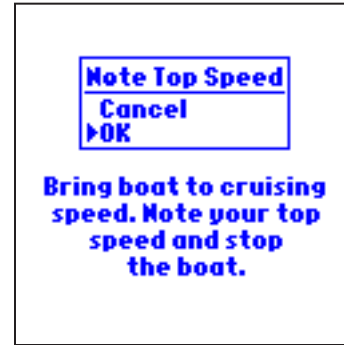 Note Top Speed
Cancel
▶OK
Bring boat to cruising
speed. Note your top
speed and stop
the boat.